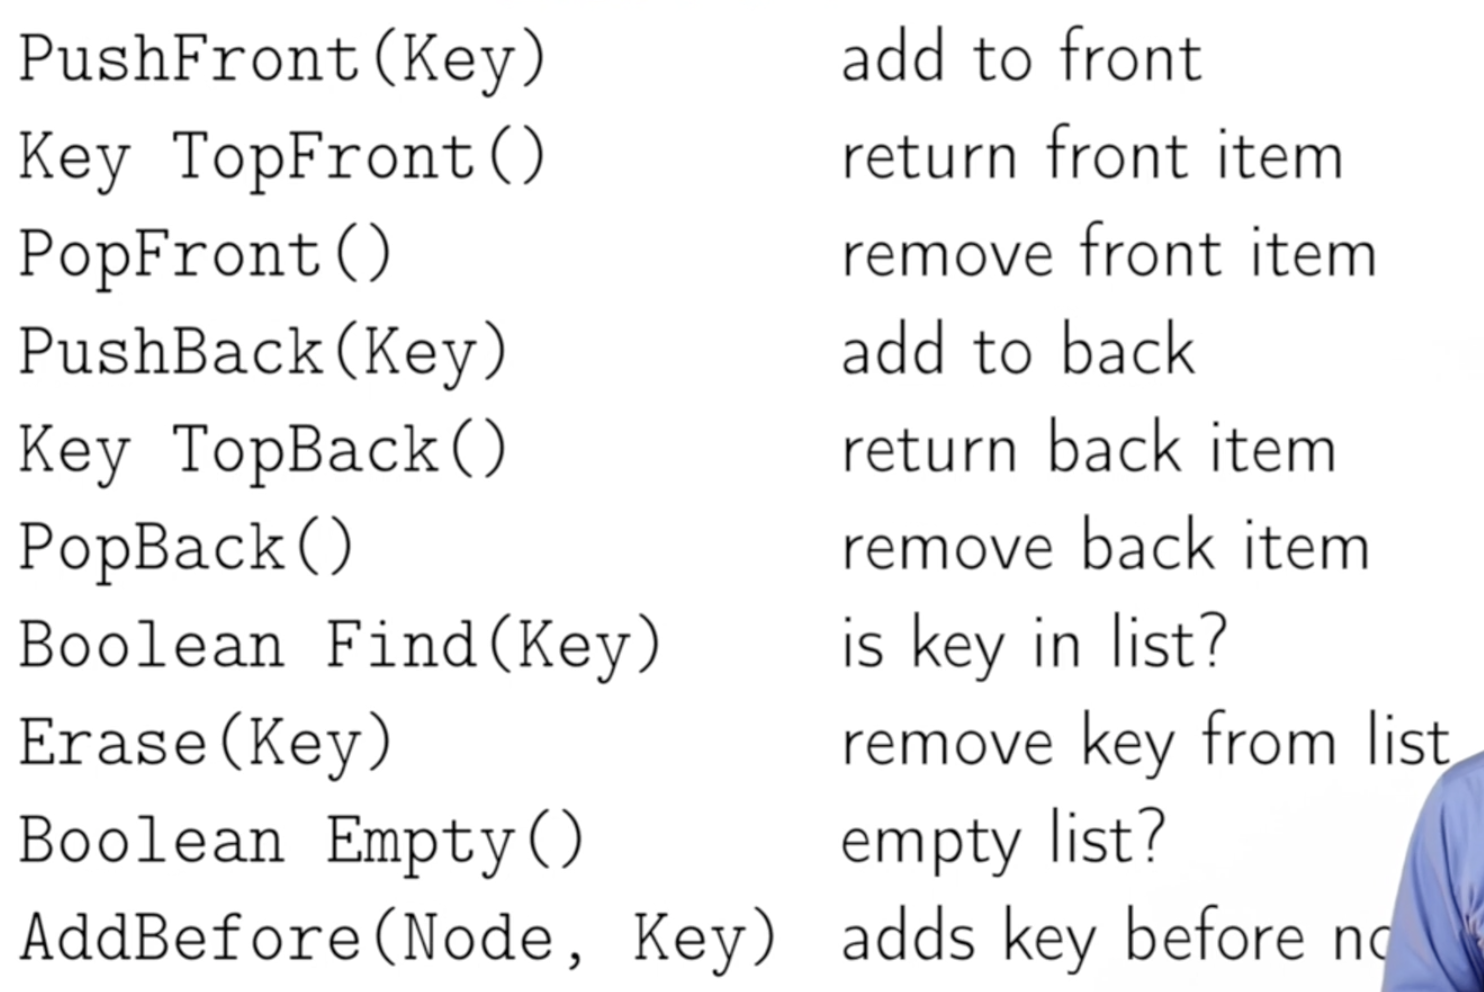 PushFront(Key) add to front
Key TopFront() return front item
PopFront() remove front item
PushBack(Key) add to back
Key TopBack() return back item
PopBack() remove back item
Boolean Find(Key) is key in list?
Erase(Key) remove key from list
Boolean Empty() empty list?
AddBefore(Node, Key) adds key before